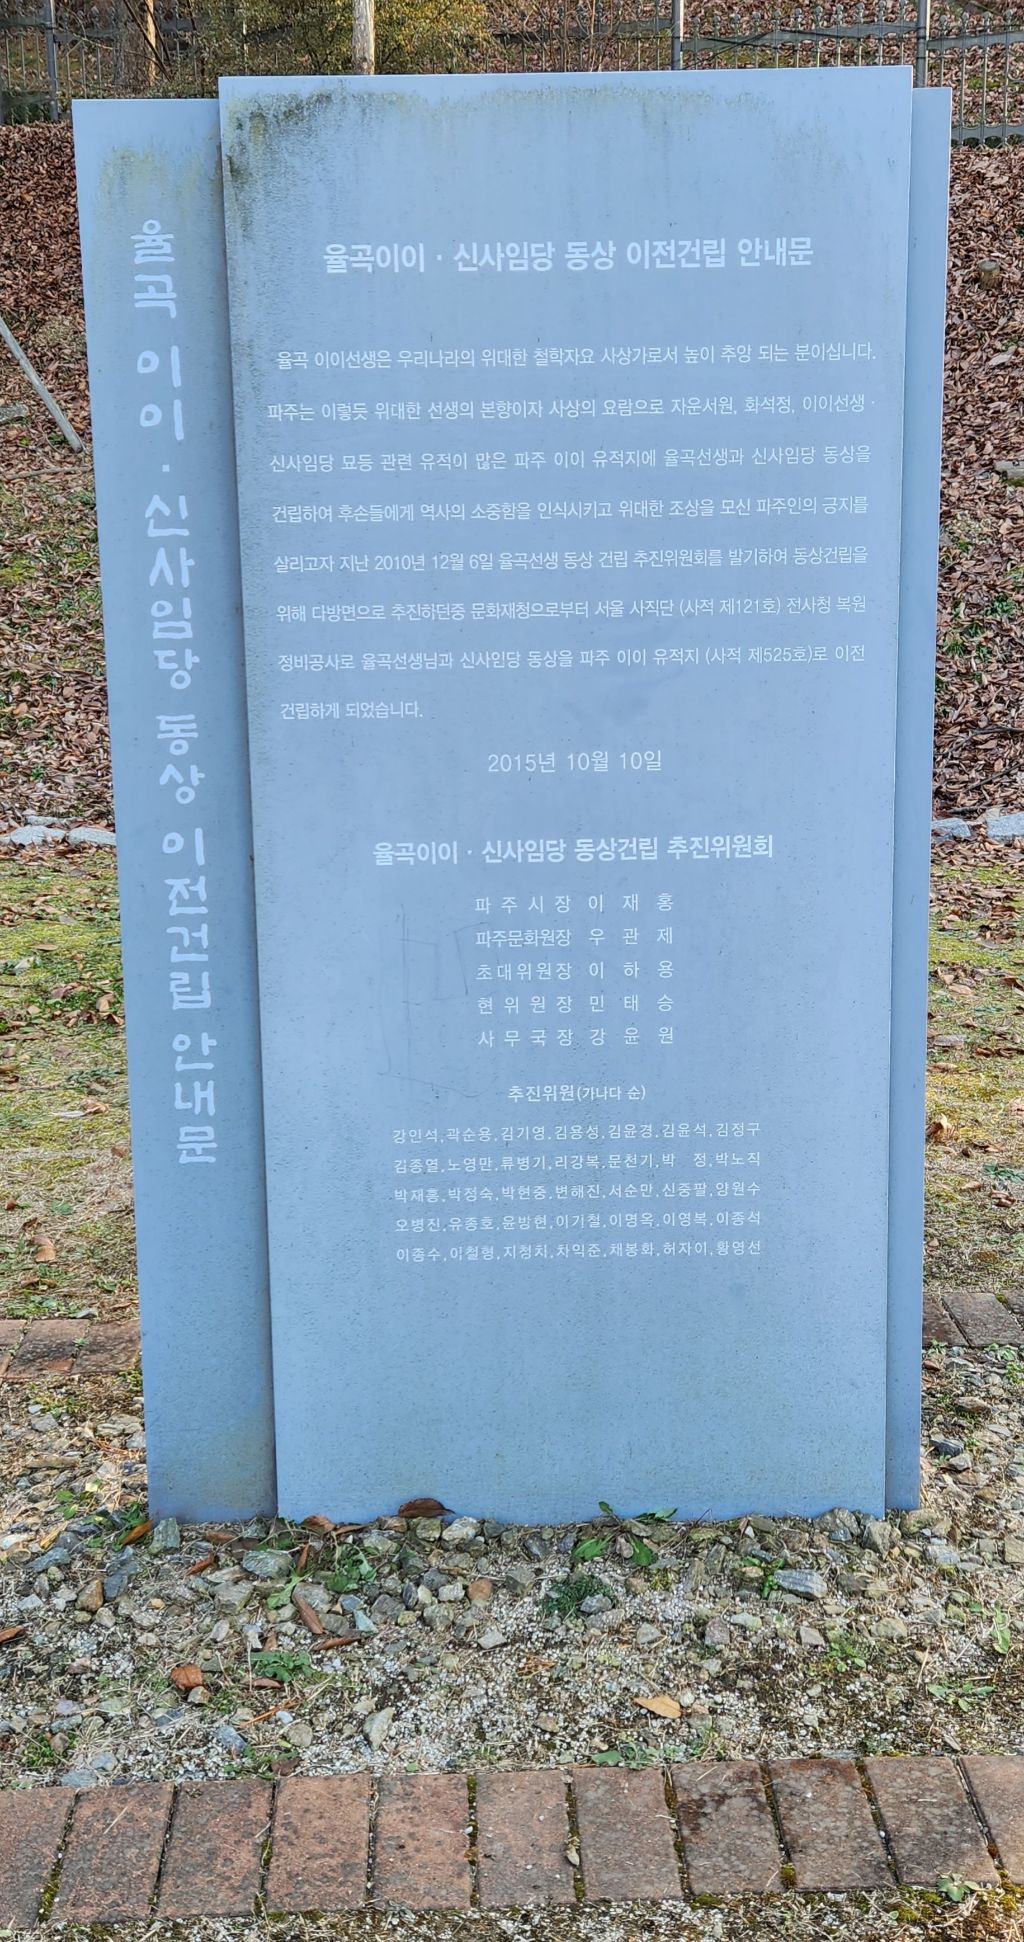 율곡 이이 · 신사임당 동상 이전건립 안내문
율곡이이 · 신사임당 동상 이전건립 안내문
율곡 이이선생은 우리나라의 위대한 철학자요 사상가로서 높이 추앙 되는 분이십니다.
파주는 이렇듯 위대한 선생의 본향이자 사상의 요람으로 자운서원, 화석정, 이이선생 ·
신사임당 묘등 관련 유적이 많은 파주 이이 유적지에 율곡선생과 신사임당 동상을
건립하여 후손들에게 역사의 소중함을 인식시키고 위대한 조상을 모신 파주인의 긍지를
살리고자 지난 2010년 12월 6일 율곡선생 동상 건립 추진위원회를 발기하여 동상건립을
위해 다방면으로 추진하던중 문화재청으로부터 서울 사직단 (사적 제121호) 전사청 복원
정비공사로 율곡선생님과 신사임당 동상을 파주 이이 유적지 (사적 제525호)로 이전
건립하게 되었습니다.
2015년 10월 10일
율곡이이 · 신사임당 동상건립 추진위원회
파 주 시 장 이 재 홍
파주문화원장 우 관 제
초대위원장 이 하 용
현 위 원 장 민 태 승
사 무 국 장 강 윤 원
추진위원(가나다 순)
강인석,곽순용,김기영,김용성,김윤경,김윤석,김정구
김종열,노영만,류병기,리강복,문천기,박 정,박노직
박재홍,박정숙,박현중,변해진,서순만,신중팔,양원수
오병진,유종호,윤방현,이기철,이명옥,이영복,이종석
이종수,이철형,지청치,차익준,채봉화,허자이,황영선